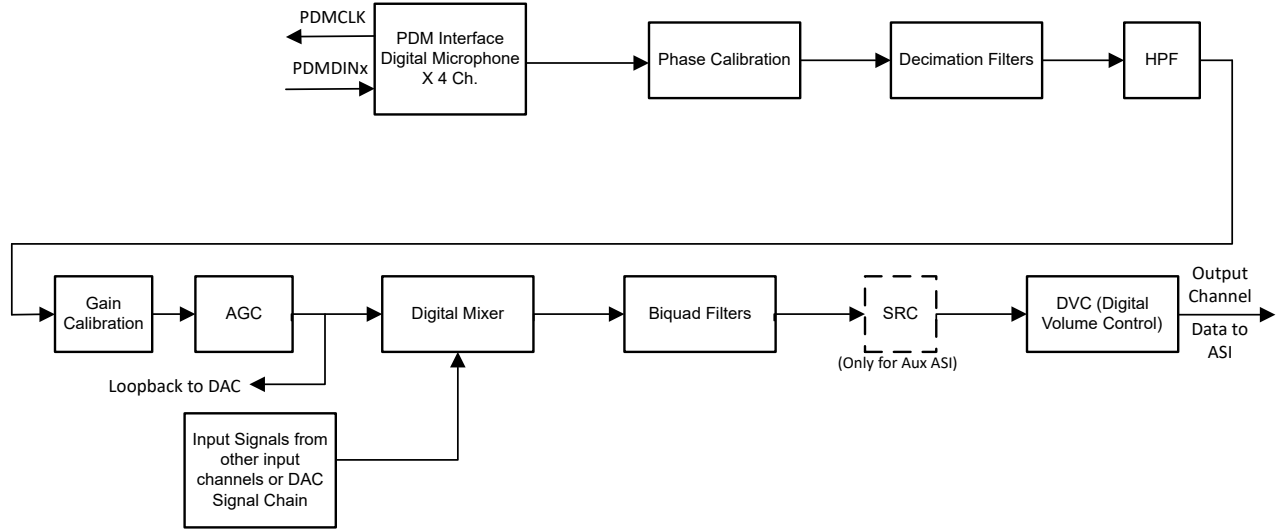 PDMCLK
PDMDINx
PDM Interface
Digital Microphone
X 4 Ch.
Phase Calibration
Decimation Filters
HPF
Gain
Calibration
AGC
Digital Mixer
Biquad Filters
SRC
(Only for Aux ASI)
DVC (Digital
Volume Control)
Output
Channel
Data to
ASI
Loopback to DAC
Input Signals from
other input
channels or DAC
Signal Chain